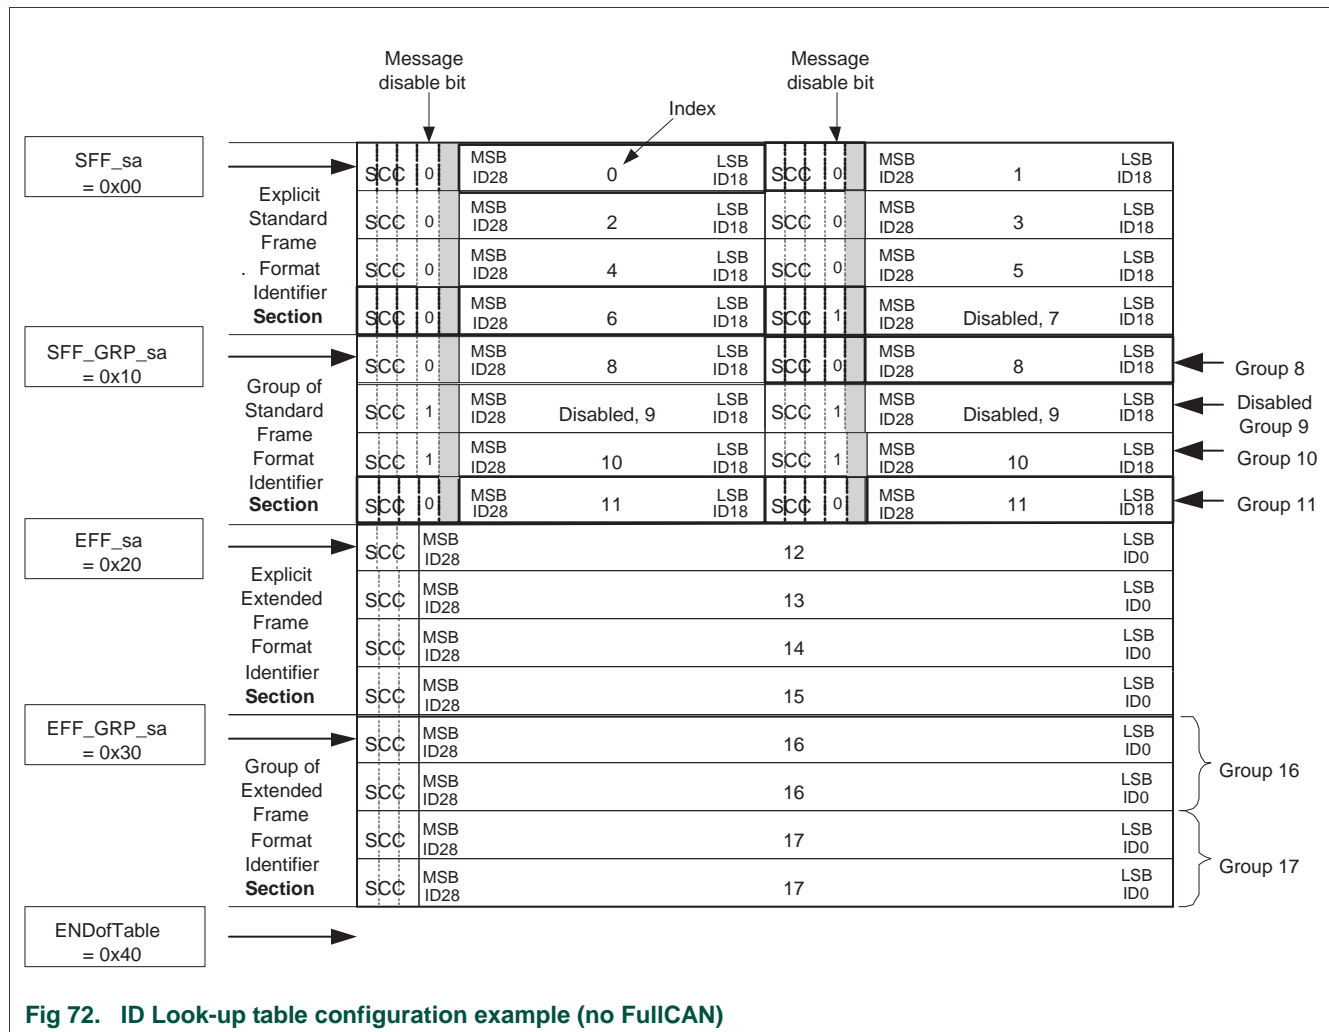 Message disable bit
Message disable bit
Index
SFF_sa
= 0x00
Explicit
Standard
Frame
. Format
Identifier
Section
SCC 0 MSB ID28 0 LSB ID18 SCC 0 MSB ID28 1 LSB ID18
SCC 0 MSB ID28 2 LSB ID18 SCC 0 MSB ID28 3 LSB ID18
SCC 0 MSB ID28 4 LSB ID18 SCC 0 MSB ID28 5 LSB ID18
SCC 0 MSB ID28 6 LSB ID18 SCC 1 MSB ID28 Disabled, 7 LSB ID18
SFF_GRP_sa
= 0x10
Group of
Standard
Frame
Format
Identifier
Section
SCC 0 MSB ID28 8 LSB ID18 SCC 0 MSB ID28 8 LSB ID18 Group 8
SCC 1 MSB ID28 Disabled, 9 LSB ID18 SCC 1 MSB ID28 Disabled, 9 LSB ID18 Disabled Group 9
SCC 1 MSB ID28 10 LSB ID18 SCC 1 MSB ID28 10 LSB ID18 Group 10
SCC 0 MSB ID28 11 LSB ID18 SCC 0 MSB ID28 11 LSB ID18 Group 11
EFF_sa
= 0x20
Explicit
Extended
Frame
Format
Identifier
Section
SCC MSB ID28 12 LSB ID0
SCC MSB ID28 13 LSB ID0
SCC MSB ID28 14 LSB ID0
SCC MSB ID28 15 LSB ID0
EFF_GRP_sa
= 0x30
Group of
Extended
Frame
Format
Identifier
Section
SCC MSB ID28 16 LSB ID0
SCC MSB ID28 16 LSB ID0
Group 16
SCC MSB ID28 17 LSB ID0
SCC MSB ID28 17 LSB ID0
Group 17
ENDofTable
= 0x40
Fig 72. ID Look-up table configuration example (no FullCAN)